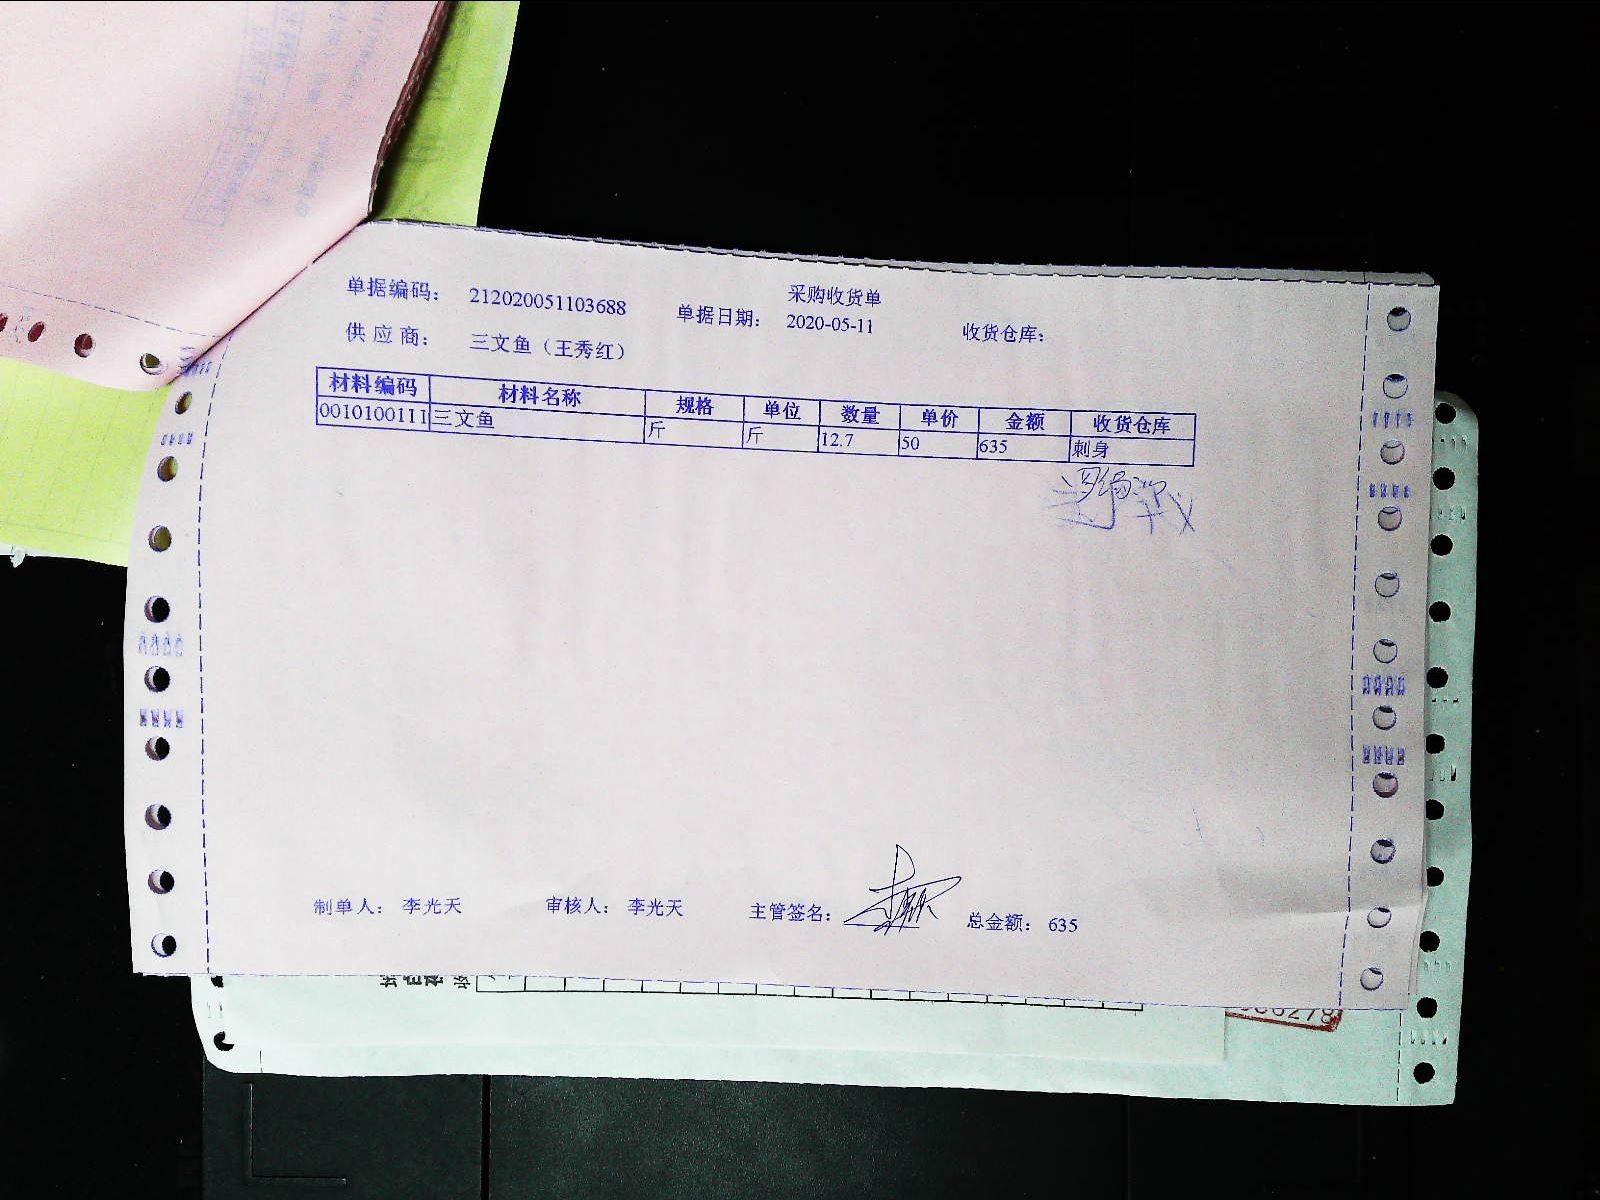 采购收货单
单据编码： 212020051103688 单据日期： 2020-05-11 收货仓库：
供 应 商： 三文鱼（王秀红）
材料编码 材料名称 规格 单位 数量 单价 金额 收货仓库
0010100111 三文鱼 斤 斤 12.7 50 635 刺身
制单人： 李光天 审核人： 李光天 主管签名： 总金额： 635